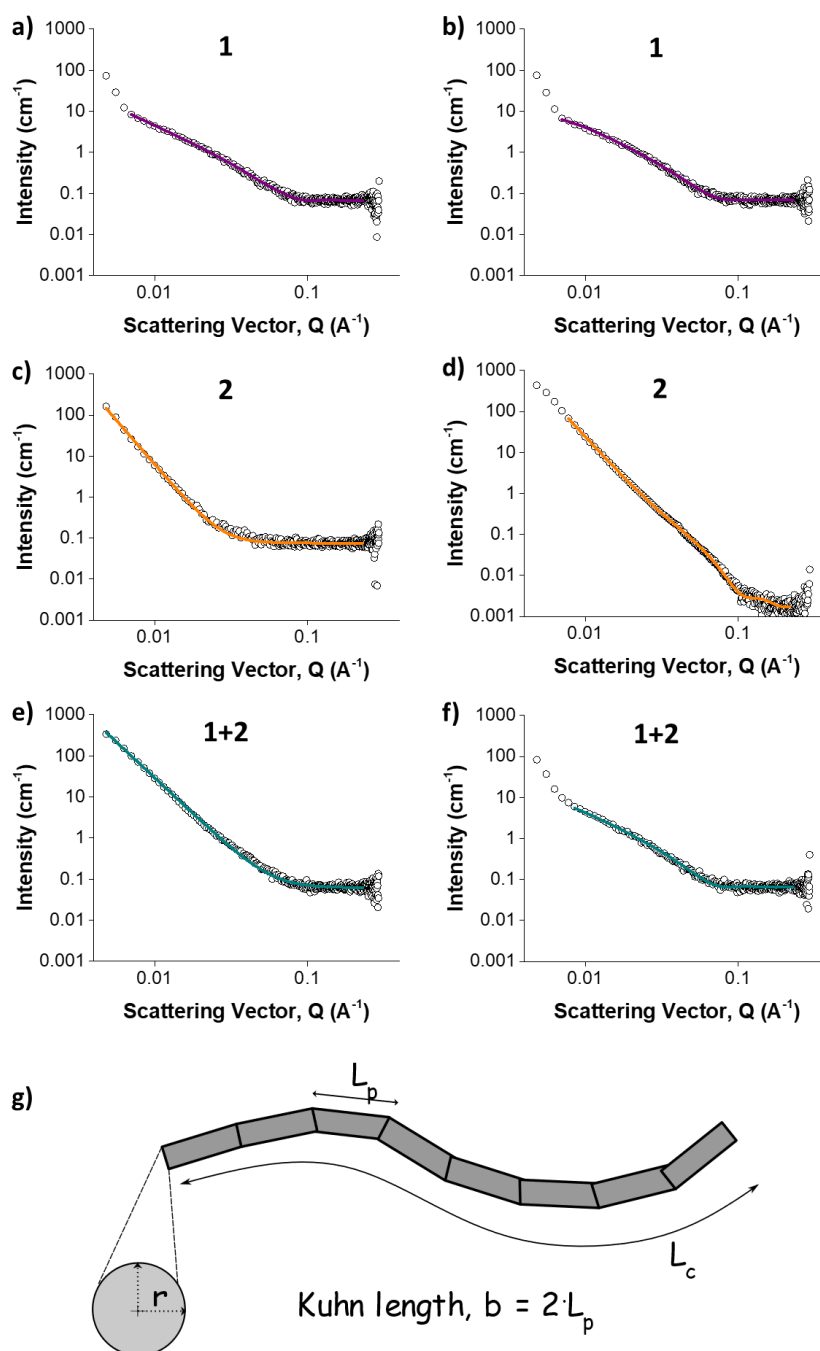 a)
1
1000
100
10
1
0.1
0.01
0.001
Intensity (cm⁻¹)
0.01 0.1
Scattering Vector, Q (A⁻¹)
b)
1
1000
100
10
1
0.1
0.01
0.001
Intensity (cm⁻¹)
0.01 0.1
Scattering Vector, Q (A⁻¹)
c)
2
1000
100
10
1
0.1
0.01
0.001
Intensity (cm⁻¹)
0.01 0.1
Scattering Vector, Q (A⁻¹)
d)
2
1000
100
10
1
0.1
0.01
0.001
Intensity (cm⁻¹)
0.01 0.1
Scattering Vector, Q (A⁻¹)
e)
1+2
1000
100
10
1
0.1
0.01
0.001
Intensity (cm⁻¹)
0.01 0.1
Scattering Vector, Q (A⁻¹)
f)
1+2
1000
100
10
1
0.1
0.01
0.001
Intensity (cm⁻¹)
0.01 0.1
Scattering Vector, Q (A⁻¹)
g)
Lₚ
L_c
r
Kuhn length, b = 2·Lₚ